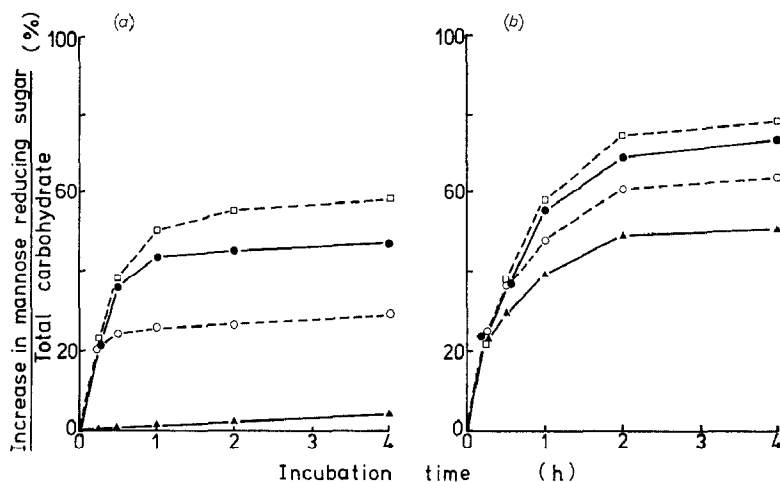 Increase in mannose reducing sugar (%)
Total carbohydrate
(a)
100
60
20
0
0 1 2 3 4
(b)
100
60
20
0
0 1 2 3 4
Incubation time (h)